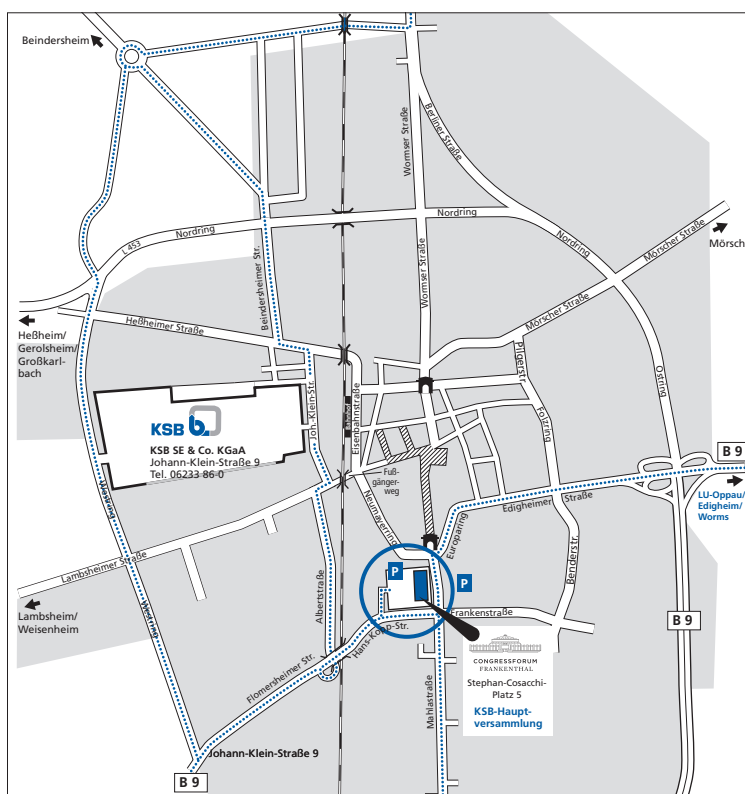 Beindersheim
Wormser Straße
Berliner Straße
Nordring
Nordring
L 453
Nordring
Mörscher Straße
Mörsch
Beindersheimer Str.
Wormser Straße
Heßheimer Straße
Mörscher Straße
Heßheim/
Gerolsheim/
Großkarl-
bach
Pilgerstr
Ostring
Joh.-Klein-Str.
Eisenbahnstraße
Foltzring
KSB b.
KSB SE & Co. KGaA
Johann-Klein-Straße 9
Tel. 06233 86-0
B 9
Fuß-
gänger-
weg
LU-Oppau/
Edigheim/
Worms
Westring
Neumayerring
Europaring
Edigheimer Straße
Benderstr.
Lambsheimer Straße
P
P
Albertstraße
Westring
Lambsheim/
Weisenheim
Frankenstraße
B 9
Hans-Kopp-Str.
Flomersheimer Str.
CONGRESSFORUM
FRANKENTHAL
Stephan-Cosacchi-
Platz 5
KSB-Haupt-
versammlung
Mahlastraße
Johann-Klein-Straße 9
B 9